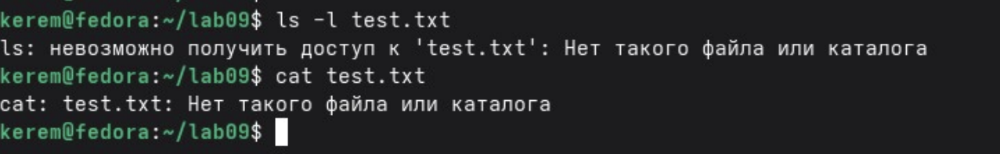 kerem@fedora:~/lab09$ ls -l test.txt
ls: невозможно получить доступ к 'test.txt': Нет такого файла или каталога
kerem@fedora:~/lab09$ cat test.txt
cat: test.txt: Нет такого файла или каталога
kerem@fedora:~/lab09$